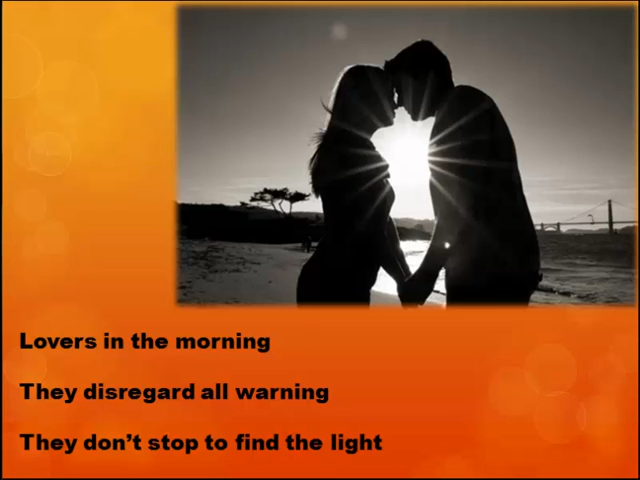 Lovers in the morning
They disregard all warning
They don’t stop to find the light